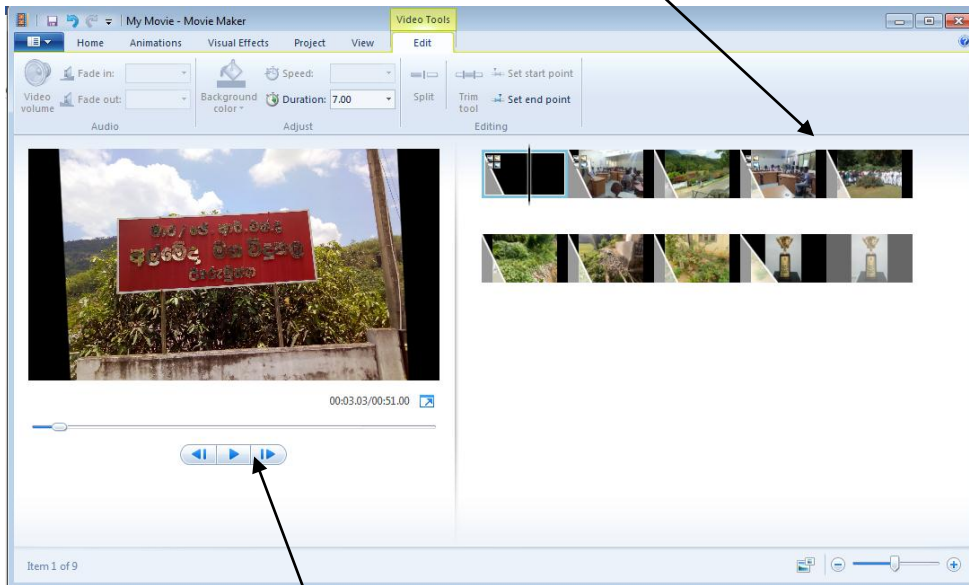 My Movie - Movie Maker
Video Tools
Home Animations Visual Effects Project View Edit
Fade in:
Fade out:
Video volume
Audio
Background color
Speed:
Duration: 7.00
Adjust
Split
Trim tool
Set start point
Set end point
Editing
විද්‍යාලය
00:03.03/00:51.00
Item 1 of 9